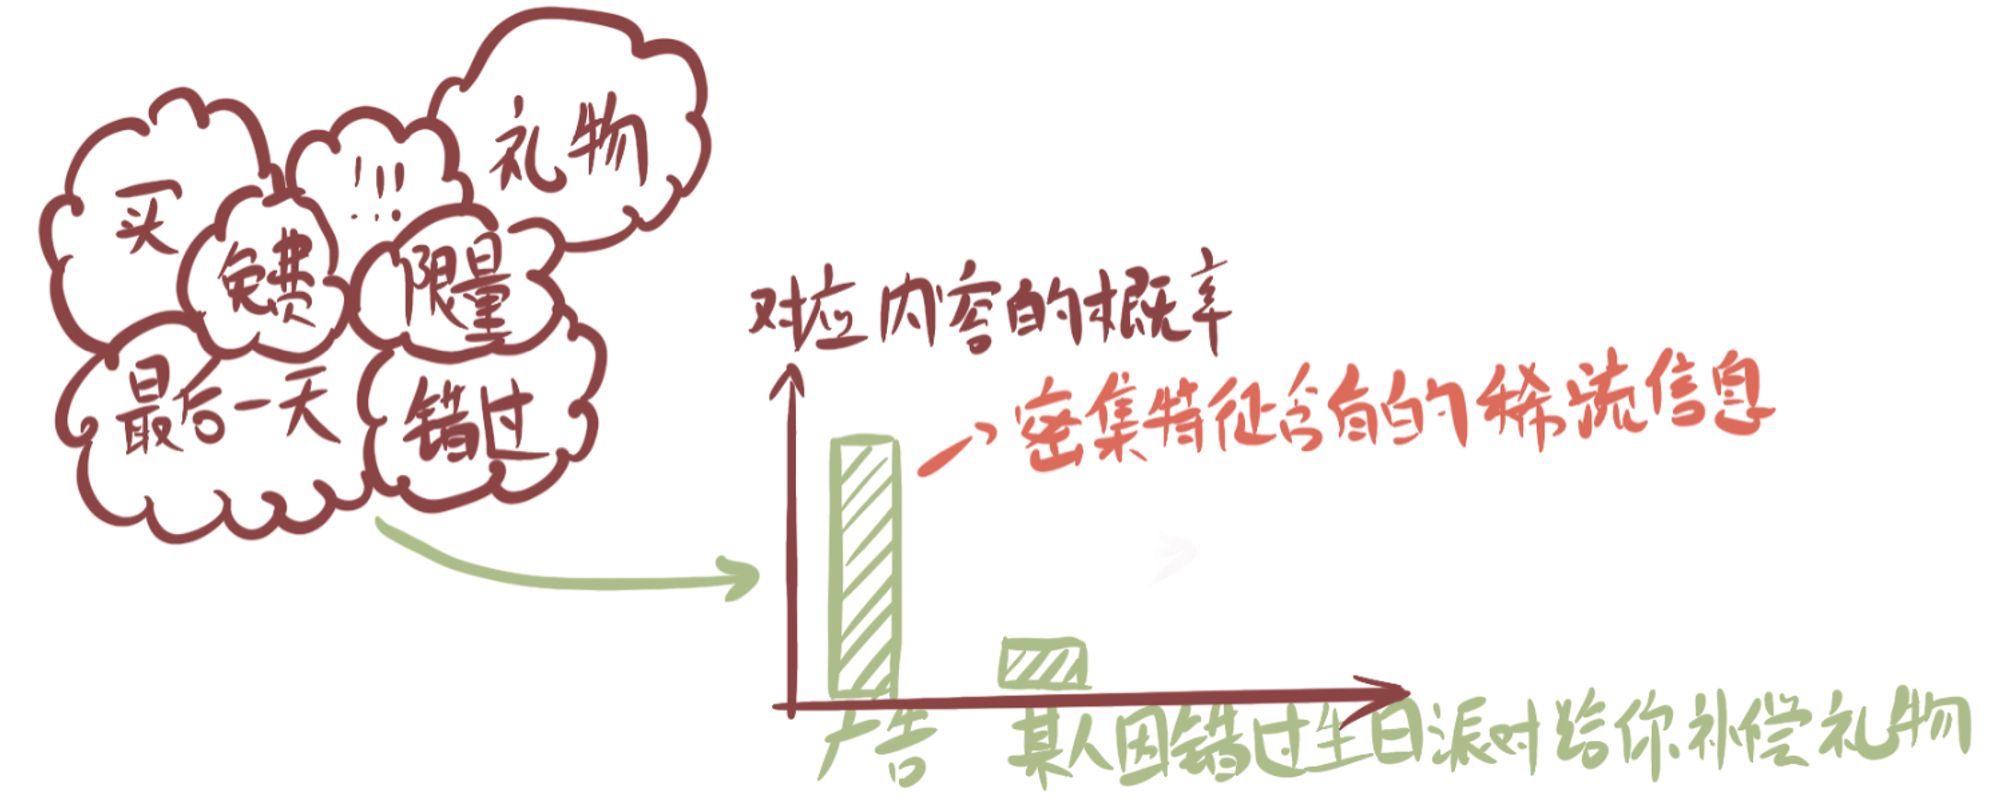 礼物
!!!
买
免费
限量
最后一天
错过
对应内容的概率
密集特征含有的稀疏信息
广告
某人因错过生日派对给你补偿礼物